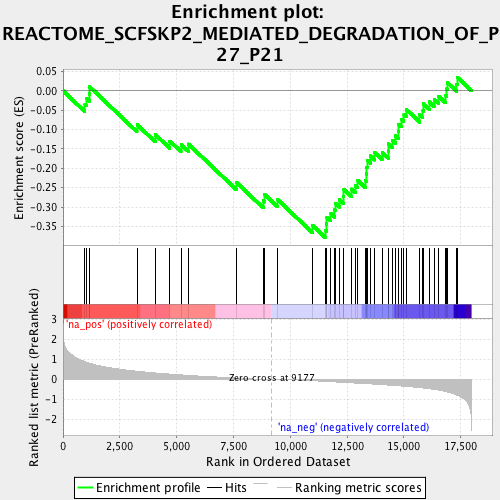 Enrichment plot:
REACTOME_SCFSKP2_MEDIATED_DEGRADATION_OF_P
27_P21
Enrichment score (ES)
0.05
0.00
-0.05
-0.10
-0.15
-0.20
-0.25
-0.30
-0.35
Ranked list metric (PreRanked)
'na_pos' (positively correlated)
3
2
1
0
-1
-2
Zero cross at 9177
'na_neg' (negatively correlated)
0
2,500
5,000
7,500
10,000
12,500
15,000
17,500
Rank in Ordered Dataset
Enrichment profile
Hits
Ranking metric scores